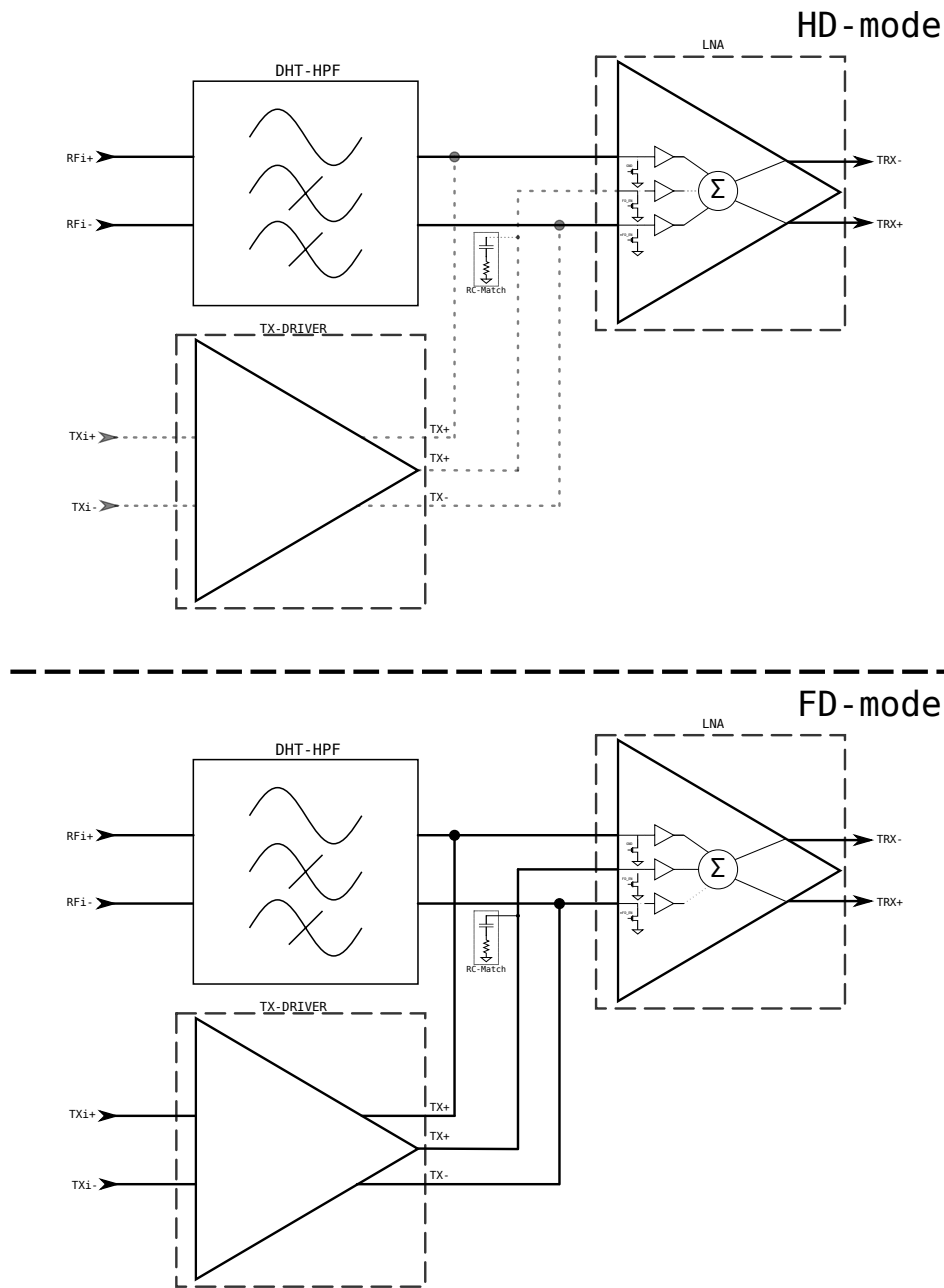 HD-mode
LNA
DHT-HPF
RFi+
TRX-
Σ
RFi-
TRX+
RC-Match
TX-DRIVER
TXi+
TX+
TX+
TXi-
TX-
FD-mode
LNA
DHT-HPF
RFi+
TRX-
Σ
RFi-
TRX+
RC-Match
TX-DRIVER
TXi+
TX+
TX+
TXi-
TX-